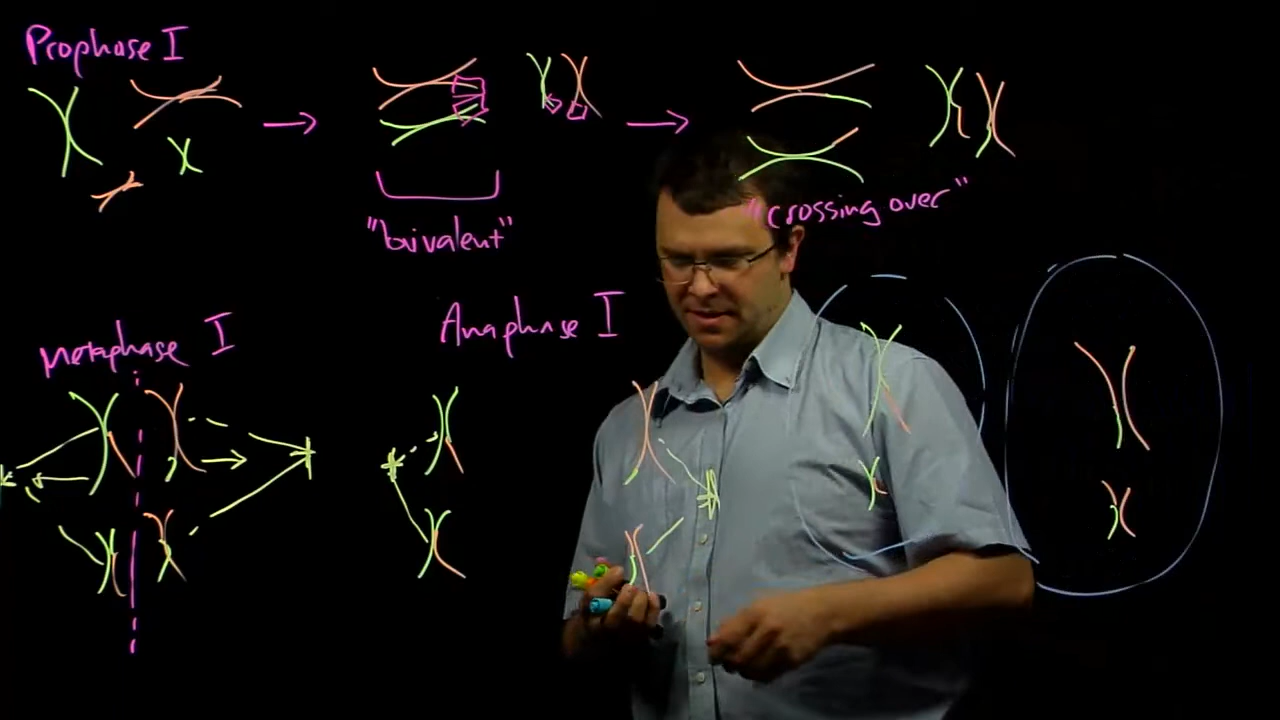 Prophase I
"bivalent"
"crossing over"
Metaphase I
Anaphase I